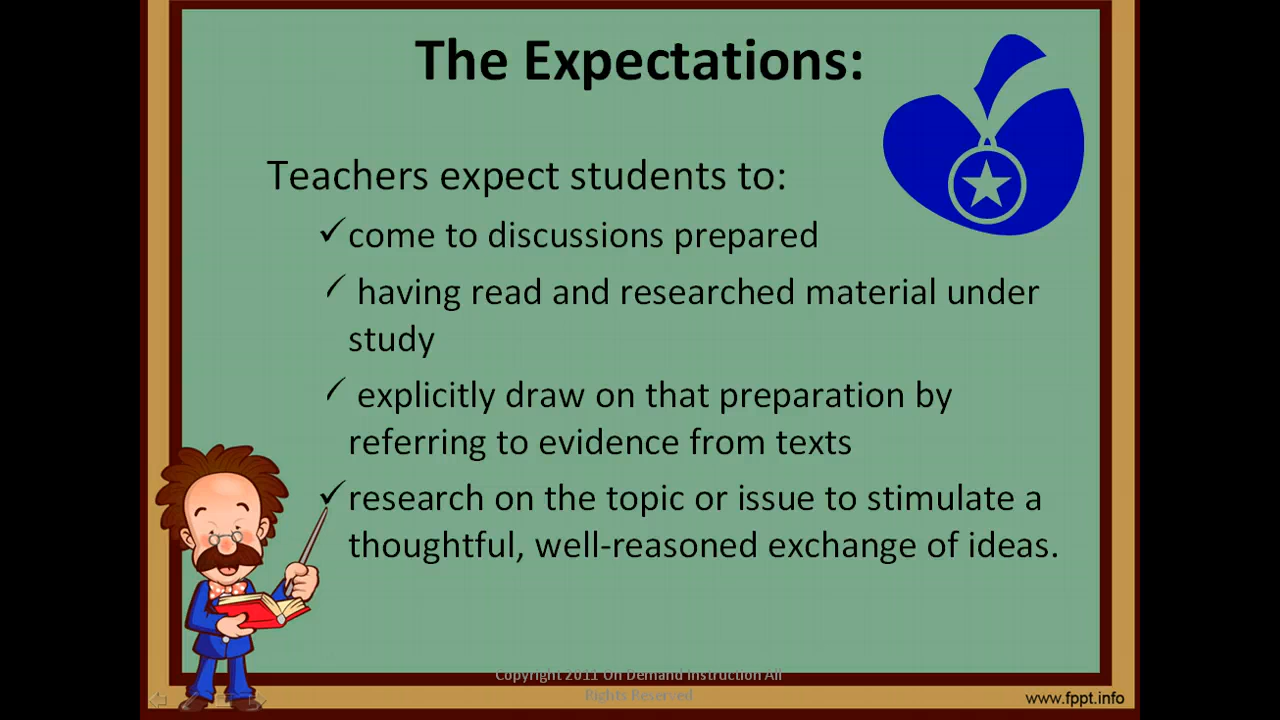 The Expectations:
Teachers expect students to:
✓come to discussions prepared
✓ having read and researched material under
study
✓ explicitly draw on that preparation by
referring to evidence from texts
✓research on the topic or issue to stimulate a
thoughtful, well-reasoned exchange of ideas.
Copyright 2011 On Demand Instruction All
Rights Reserved
www.fppt.info